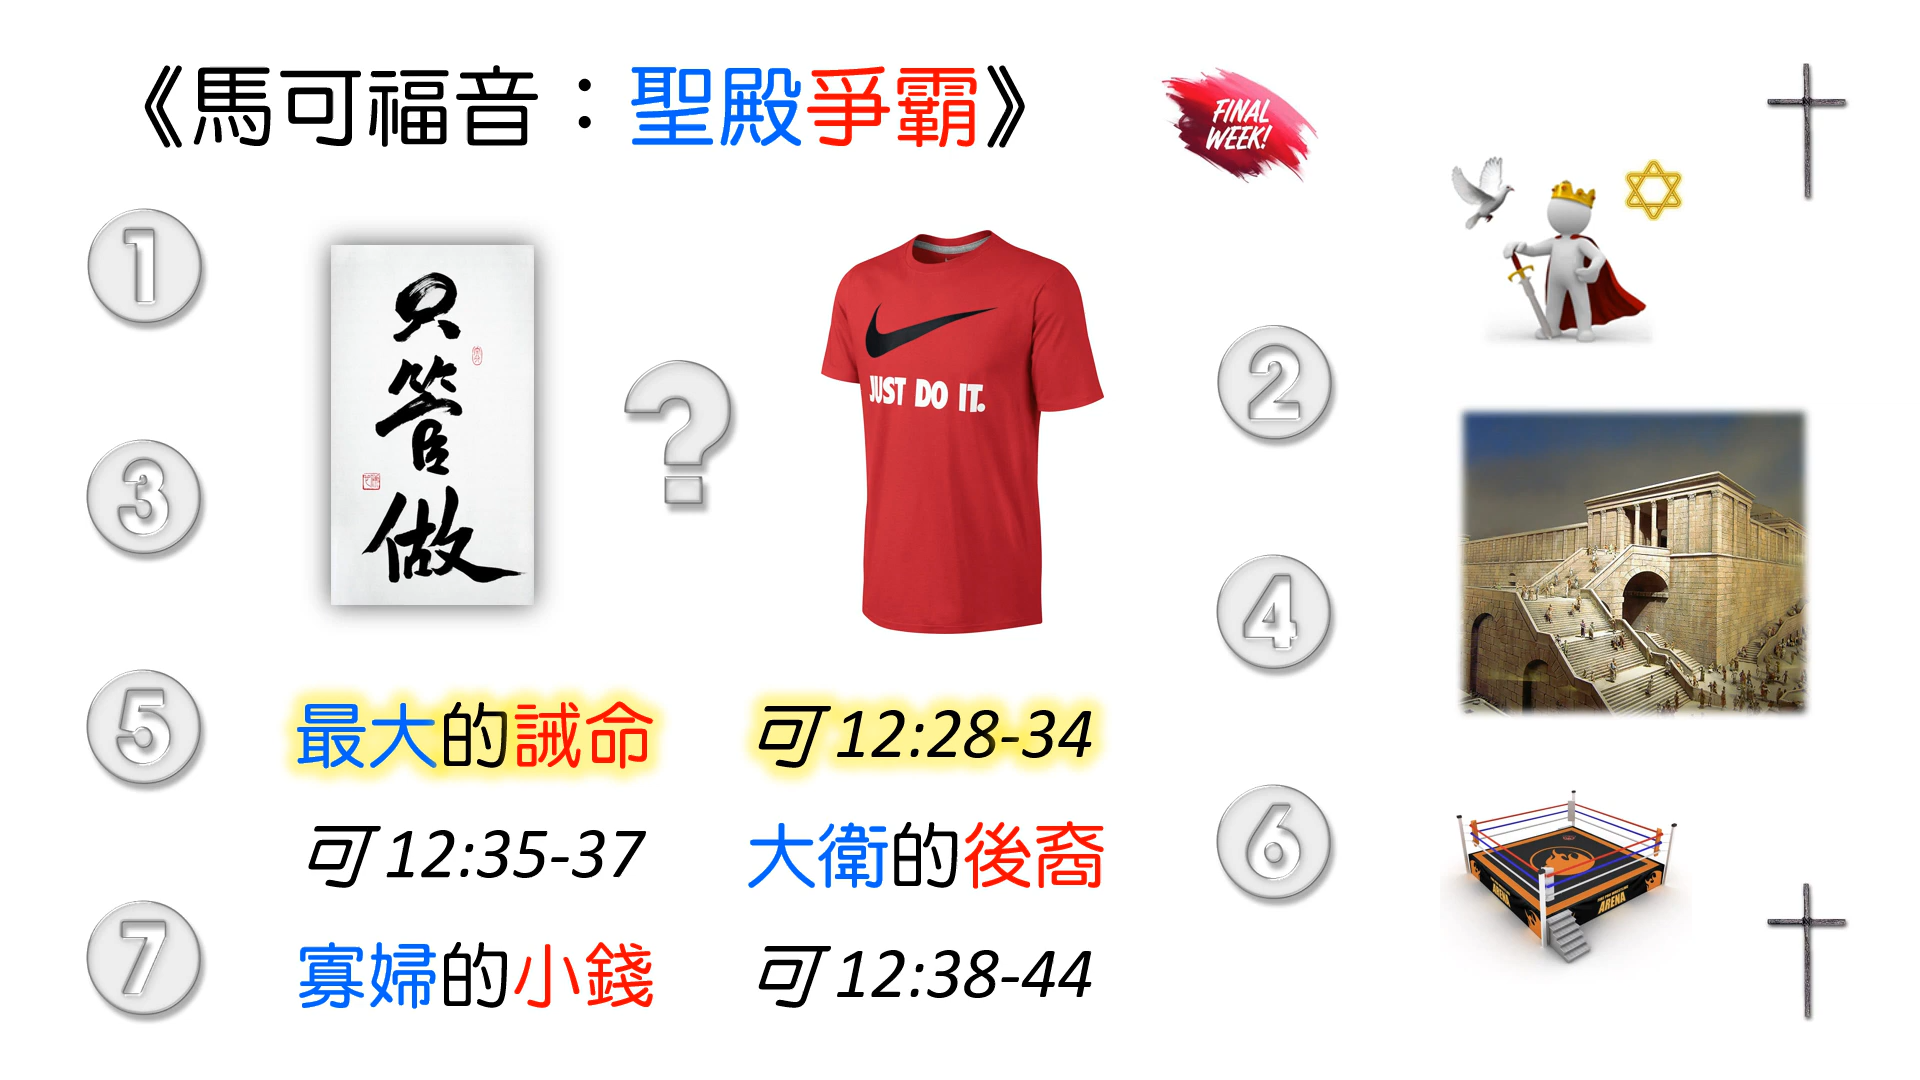 《馬可福音：聖殿爭霸》
FINAL
WEEK!
1
2
3
4
5
6
7
只管做
?
JUST DO IT.
最大的誡命 可12:28-34
可12:35-37 大衛的後裔
寡婦的小錢 可12:38-44
ARENA
ARENA